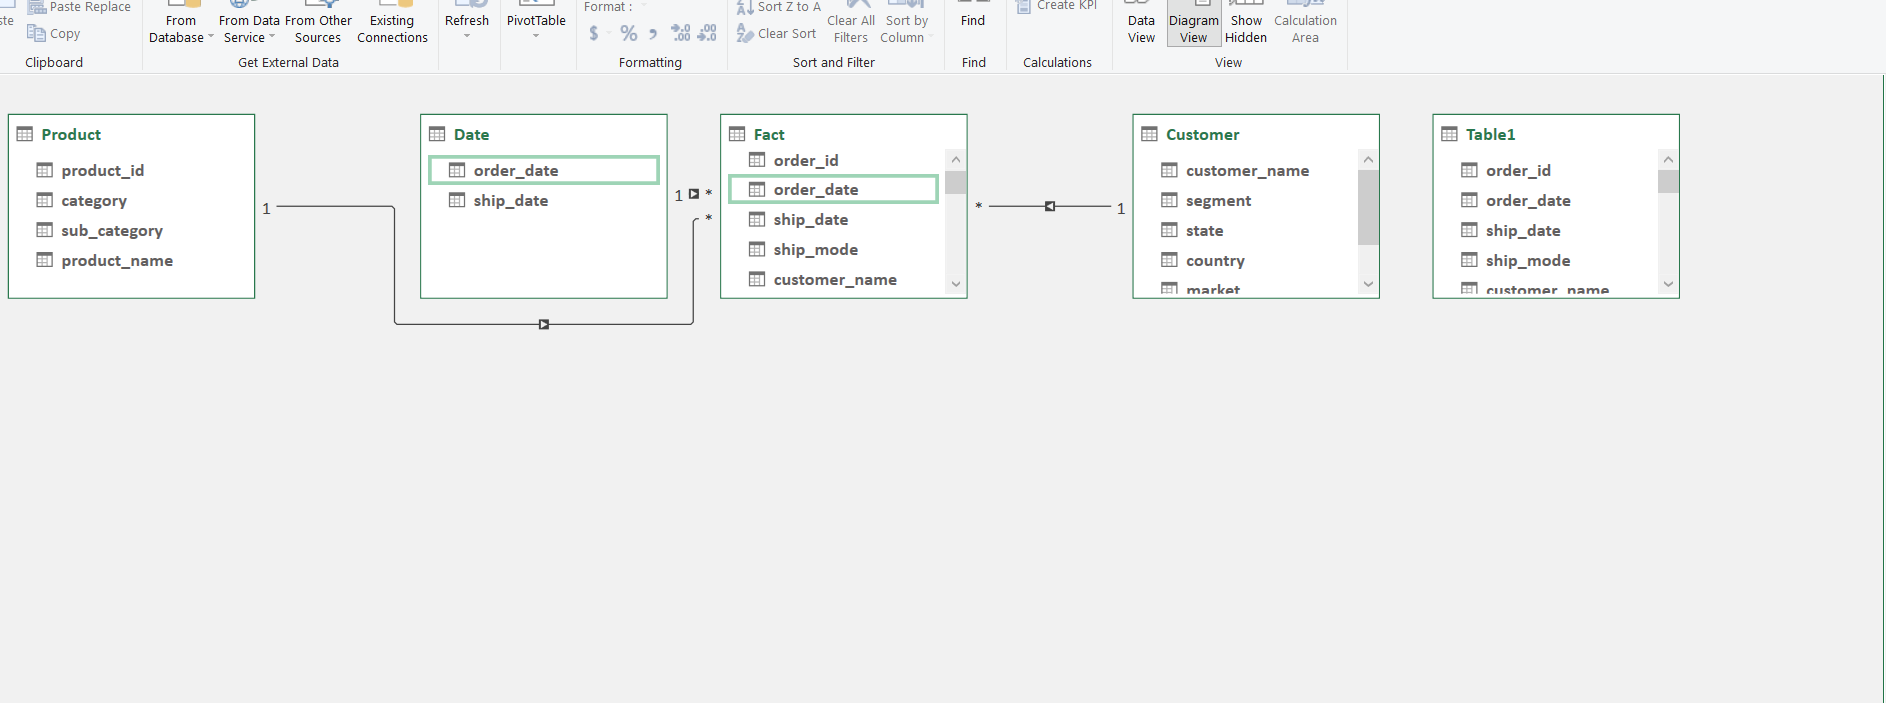 ste Paste Replace
Copy
Clipboard
From Database
From Data Service
From Other Sources
Existing Connections
Get External Data
Refresh
PivotTable
Format :
$ % , .00 .00
Formatting
Sort Z to A
Clear Sort
Clear All Filters
Sort by Column
Sort and Filter
Find
Find
Create KPI
Calculations
Data View
Diagram View
Show Hidden
Calculation Area
View
Product
product_id
category
sub_category
product_name
1
Date
order_date
ship_date
1 *
*
Fact
order_id
order_date
ship_date
ship_mode
customer_name
* 1
Customer
customer_name
segment
state
country
market
Table1
order_id
order_date
ship_date
ship_mode
customer_name